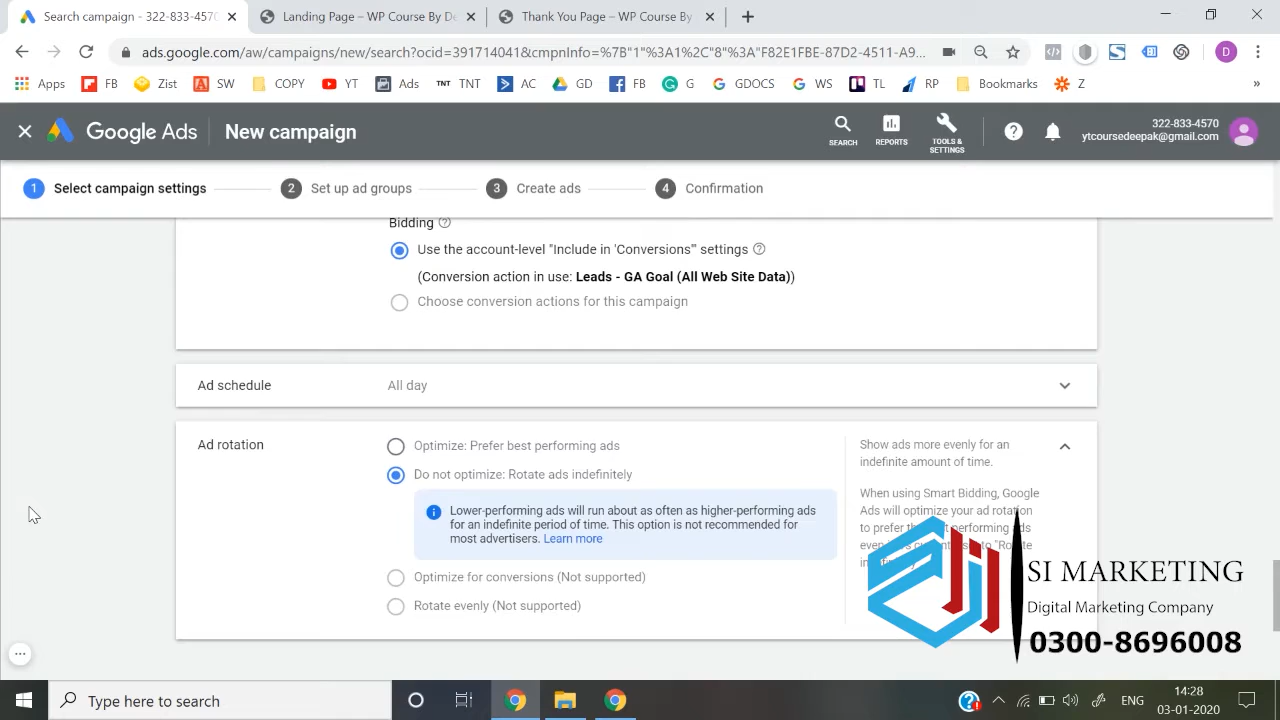 Search campaign - 322-833-4570
Landing Page – WP Course By D
Thank You Page – WP Course By
ads.google.com/aw/campaigns/new/search?ocid=391714041&cmpnInfo=%7B"1"%3A1%2C"8"%3A"F82E1FBE-87D2-4511-A9...
D
Apps
FB
Zist
SW
COPY
YT
Ads
TNT TNT
AC
GD
FB
G
GDOCS
WS
TL
RP
Bookmarks
Z
»
Google Ads
New campaign
SEARCH
REPORTS
TOOLS &
SETTINGS
322-833-4570
ytcoursedeepak@gmail.com
1 Select campaign settings
2 Set up ad groups
3 Create ads
4 Confirmation
Bidding
Use the account-level "Include in 'Conversions'" settings
(Conversion action in use: Leads - GA Goal (All Web Site Data))
Choose conversion actions for this campaign
Ad schedule
All day
Ad rotation
Optimize: Prefer best performing ads
Do not optimize: Rotate ads indefinitely
Lower-performing ads will run about as often as higher-performing ads
for an indefinite period of time. This option is not recommended for
most advertisers. Learn more
Optimize for conversions (Not supported)
Rotate evenly (Not supported)
Show ads more evenly for an
indefinite amount of time.
When using Smart Bidding, Google
Ads will optimize your ad rotation
to prefer performing ads
even "Rotate
SI MARKETING
Digital Marketing Company
0300-8696008
Type here to search
ENG
14:28
03-01-2020